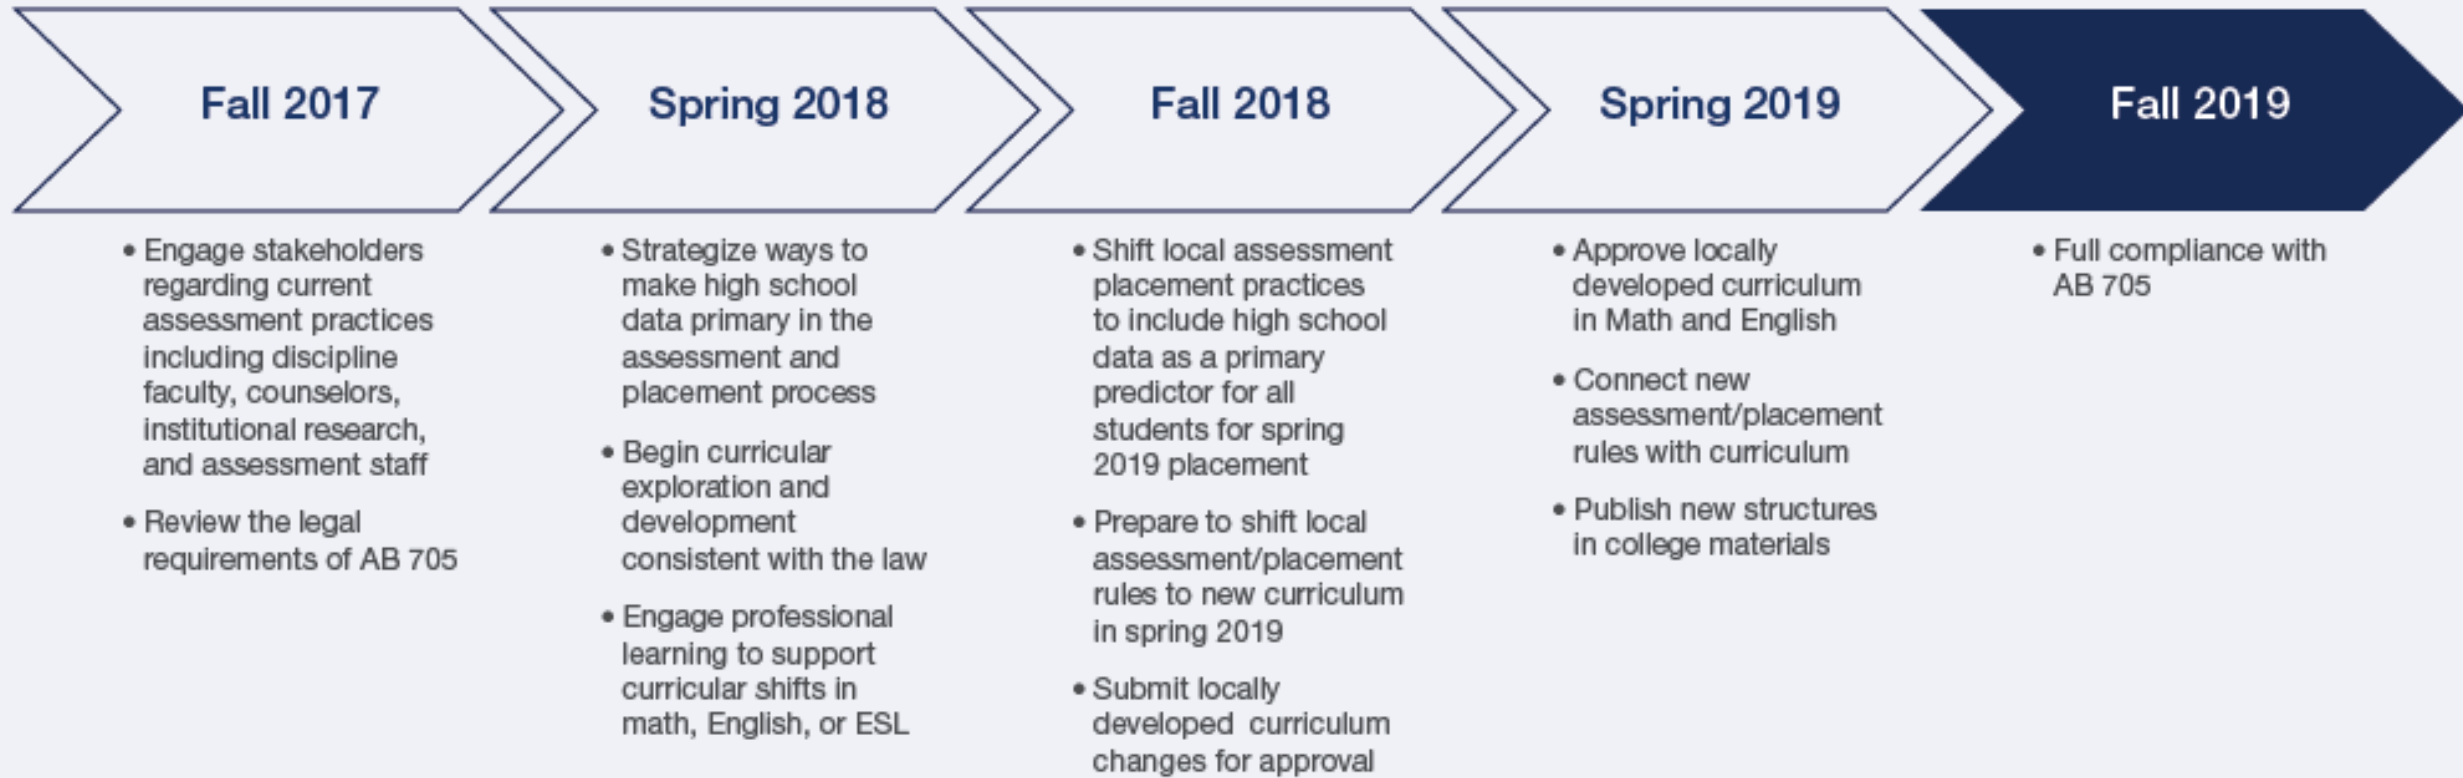 Fall 2017
• Engage stakeholders
regarding current
assessment practices
including discipline
faculty, counselors,
institutional research,
and assessment staff
• Review the legal
requirements of AB 705
Spring 2018
• Strategize ways to
make high school
data primary in the
assessment and
placement process
• Begin curricular
exploration and
development
consistent with the law
• Engage professional
learning to support
curricular shifts in
math, English, or ESL
Fall 2018
• Shift local assessment
placement practices
to include high school
data as a primary
predictor for all
students for spring
2019 placement
• Prepare to shift local
assessment/placement
rules to new curriculum
in spring 2019
• Submit locally
developed curriculum
changes for approval
Spring 2019
• Approve locally
developed curriculum
in Math and English
• Connect new
assessment/placement
rules with curriculum
• Publish new structures
in college materials
Fall 2019
• Full compliance with
AB 705